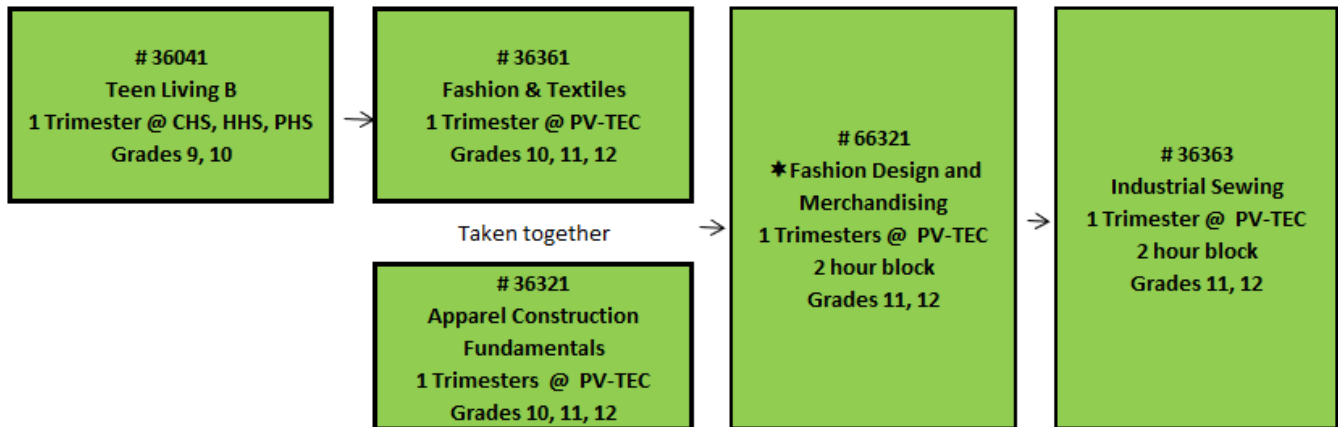 # 36041
Teen Living B
1 Trimester @ CHS, HHS, PHS
Grades 9, 10
# 36361
Fashion & Textiles
1 Trimester @ PV-TEC
Grades 10, 11, 12
Taken together
# 36321
Apparel Construction
Fundamentals
1 Trimesters @ PV-TEC
Grades 10, 11, 12
# 66321
✶Fashion Design and
Merchandising
1 Trimesters @ PV-TEC
2 hour block
Grades 11, 12
# 36363
Industrial Sewing
1 Trimester @ PV-TEC
2 hour block
Grades 11, 12